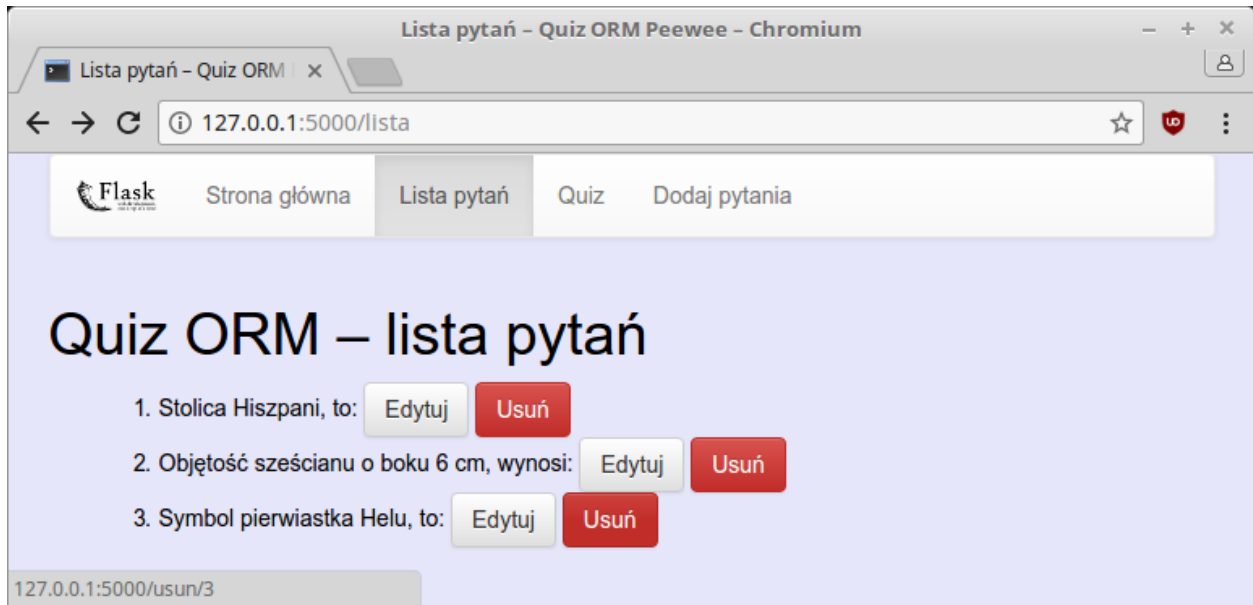 Lista pytań – Quiz ORM Peewee – Chromium
Lista pytań – Quiz ORM
127.0.0.1:5000/lista
Flask Strona główna Lista pytań Quiz Dodaj pytania
Quiz ORM – lista pytań
1. Stolica Hiszpani, to: Edytuj Usuń
2. Objętość sześcianu o boku 6 cm, wynosi: Edytuj Usuń
3. Symbol pierwiastka Helu, to: Edytuj Usuń
127.0.0.1:5000/usun/3